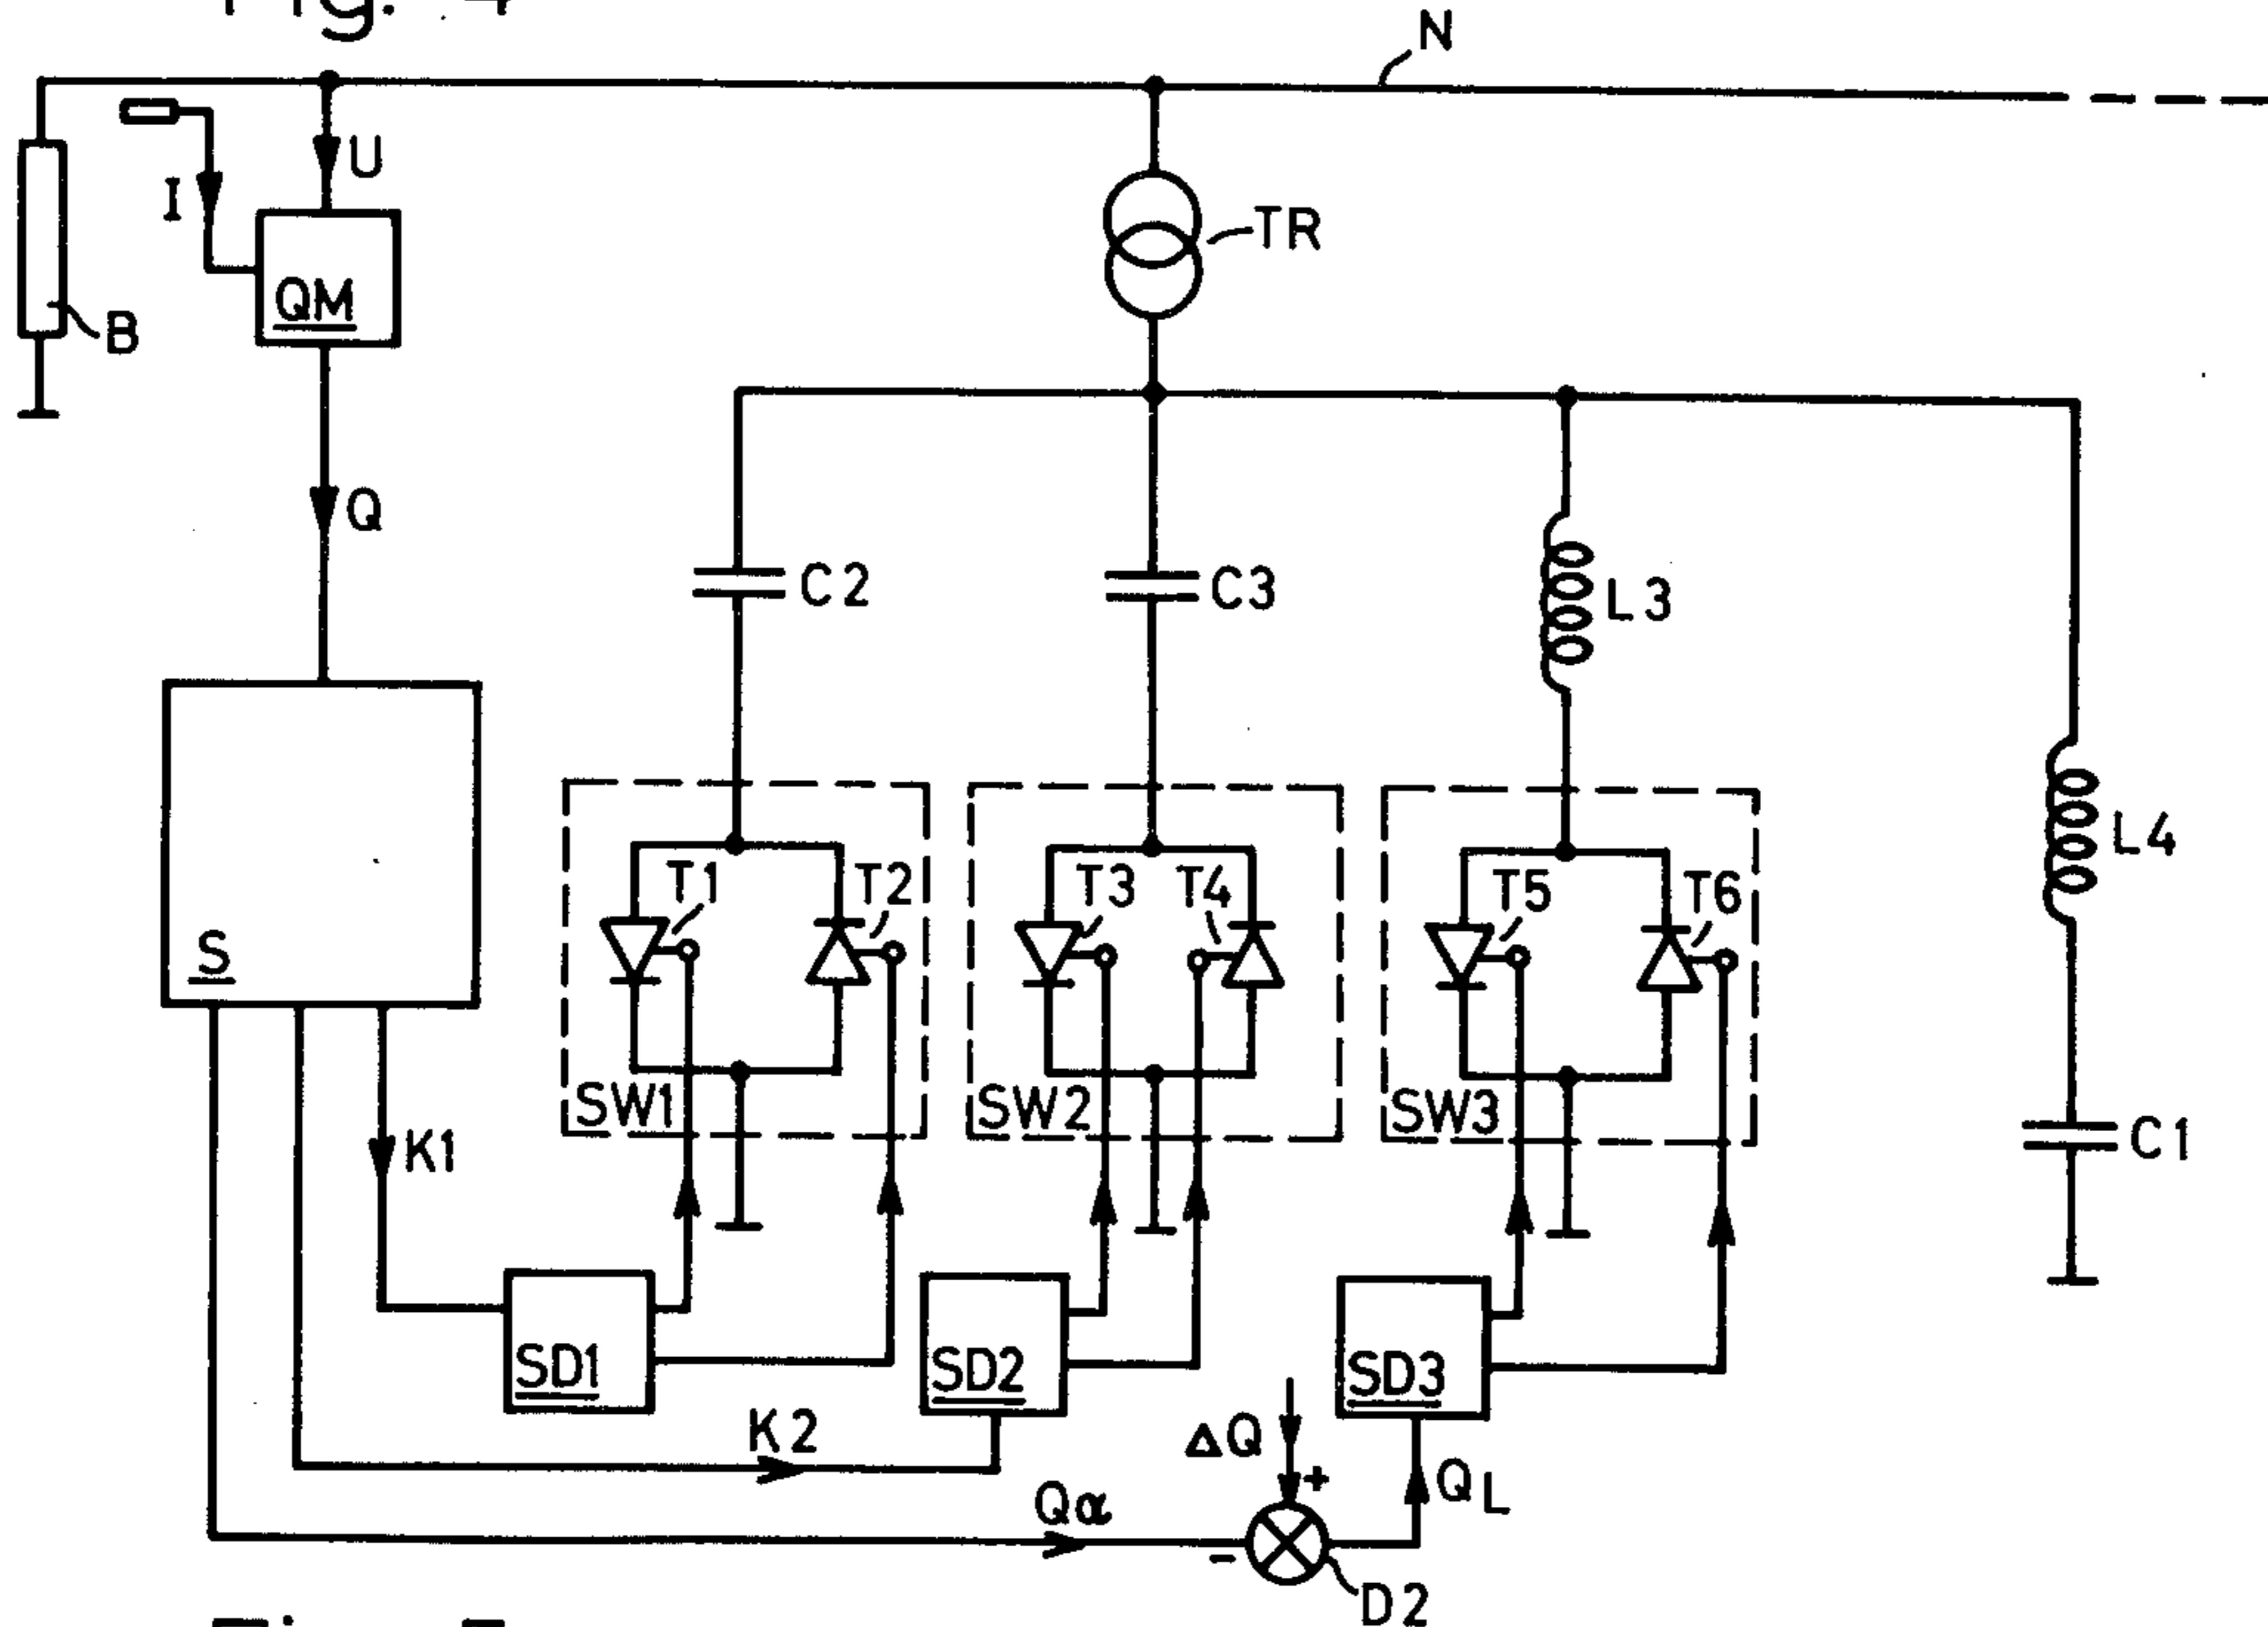 N
U
I
TR
QM
B
Q
C2
C3
L3
L4
T1
T2
T3
T4
T5
T6
S
SW1
SW2
SW3
K1
C1
SD1
SD2
SD3
K2
ΔQ
+
QL
Qα
-
D2